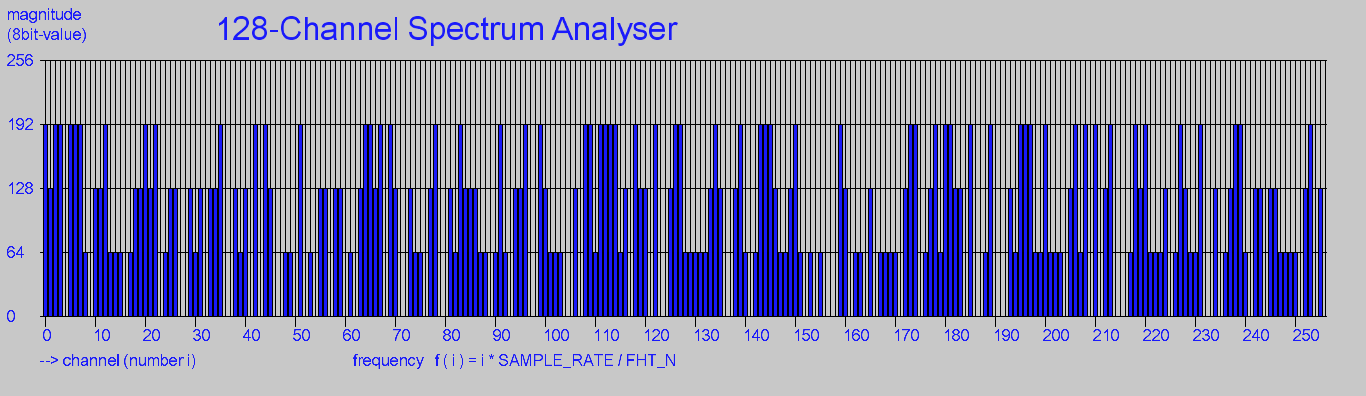 magnitude
(8bit-value)
128-Channel Spectrum Analyser
256
192
128
64
0
0 10 20 30 40 50 60 70 80 90 100 110 120 130 140 150 160 170 180 190 200 210 220 230 240 250
--> channel (number i)
frequency f ( i ) = i * SAMPLE_RATE / FHT_N